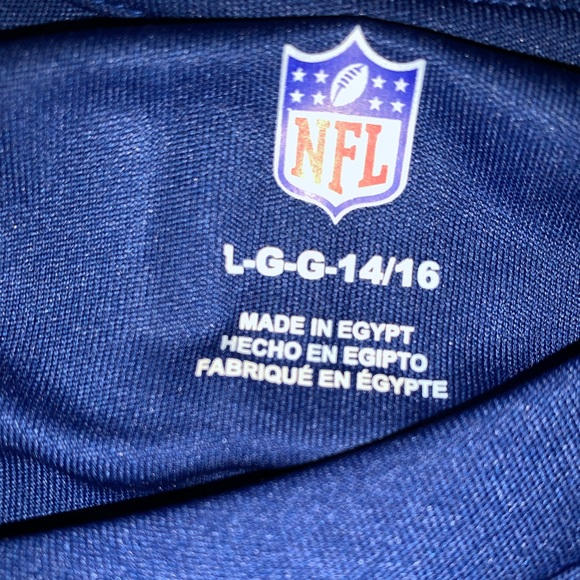 NFL
L-G-G-14/16
MADE IN EGYPT
HECHO EN EGIPTO
FABRIQUÉ EN ÉGYPTE